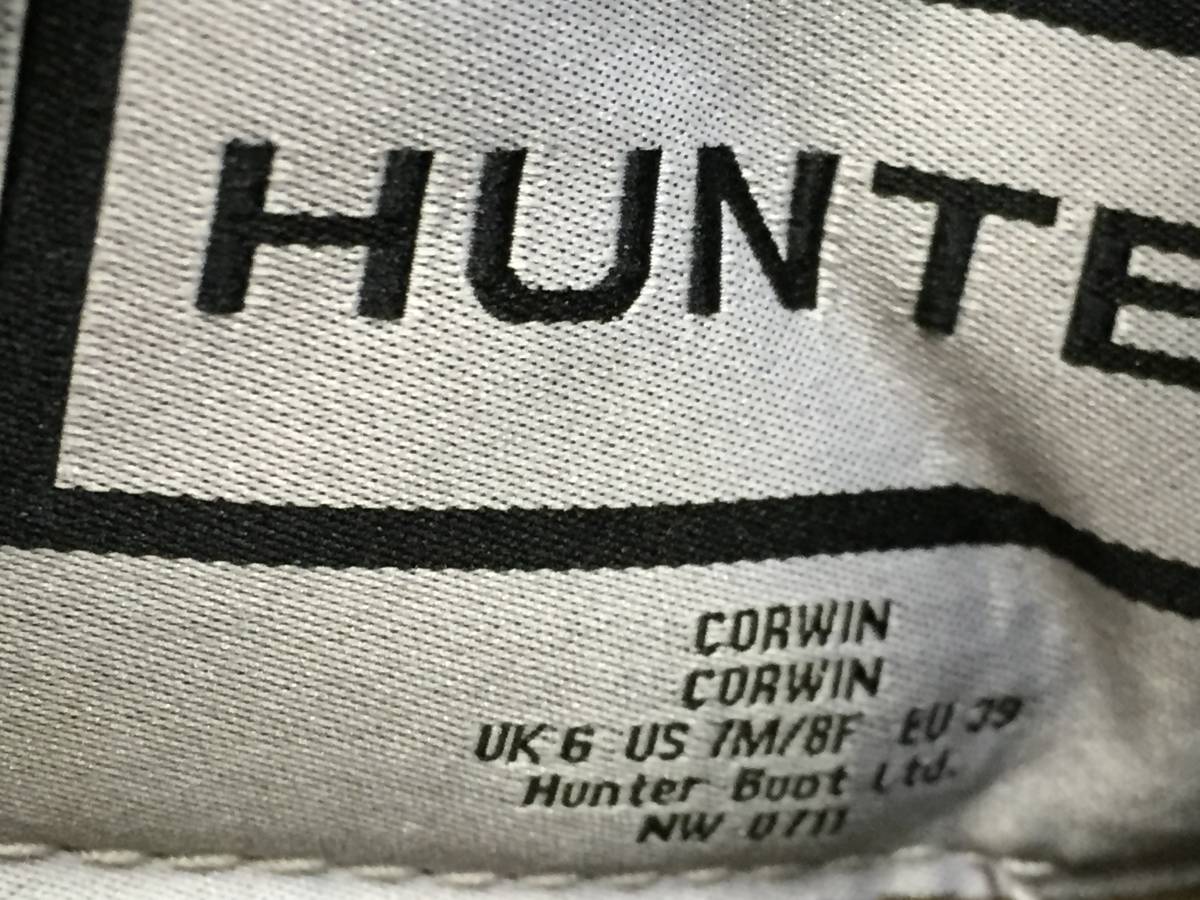 HUNTE
CORWIN
CORWIN
UK 6 US 7M/8F EU 39
Hunter Boot Ltd.
NW 0711